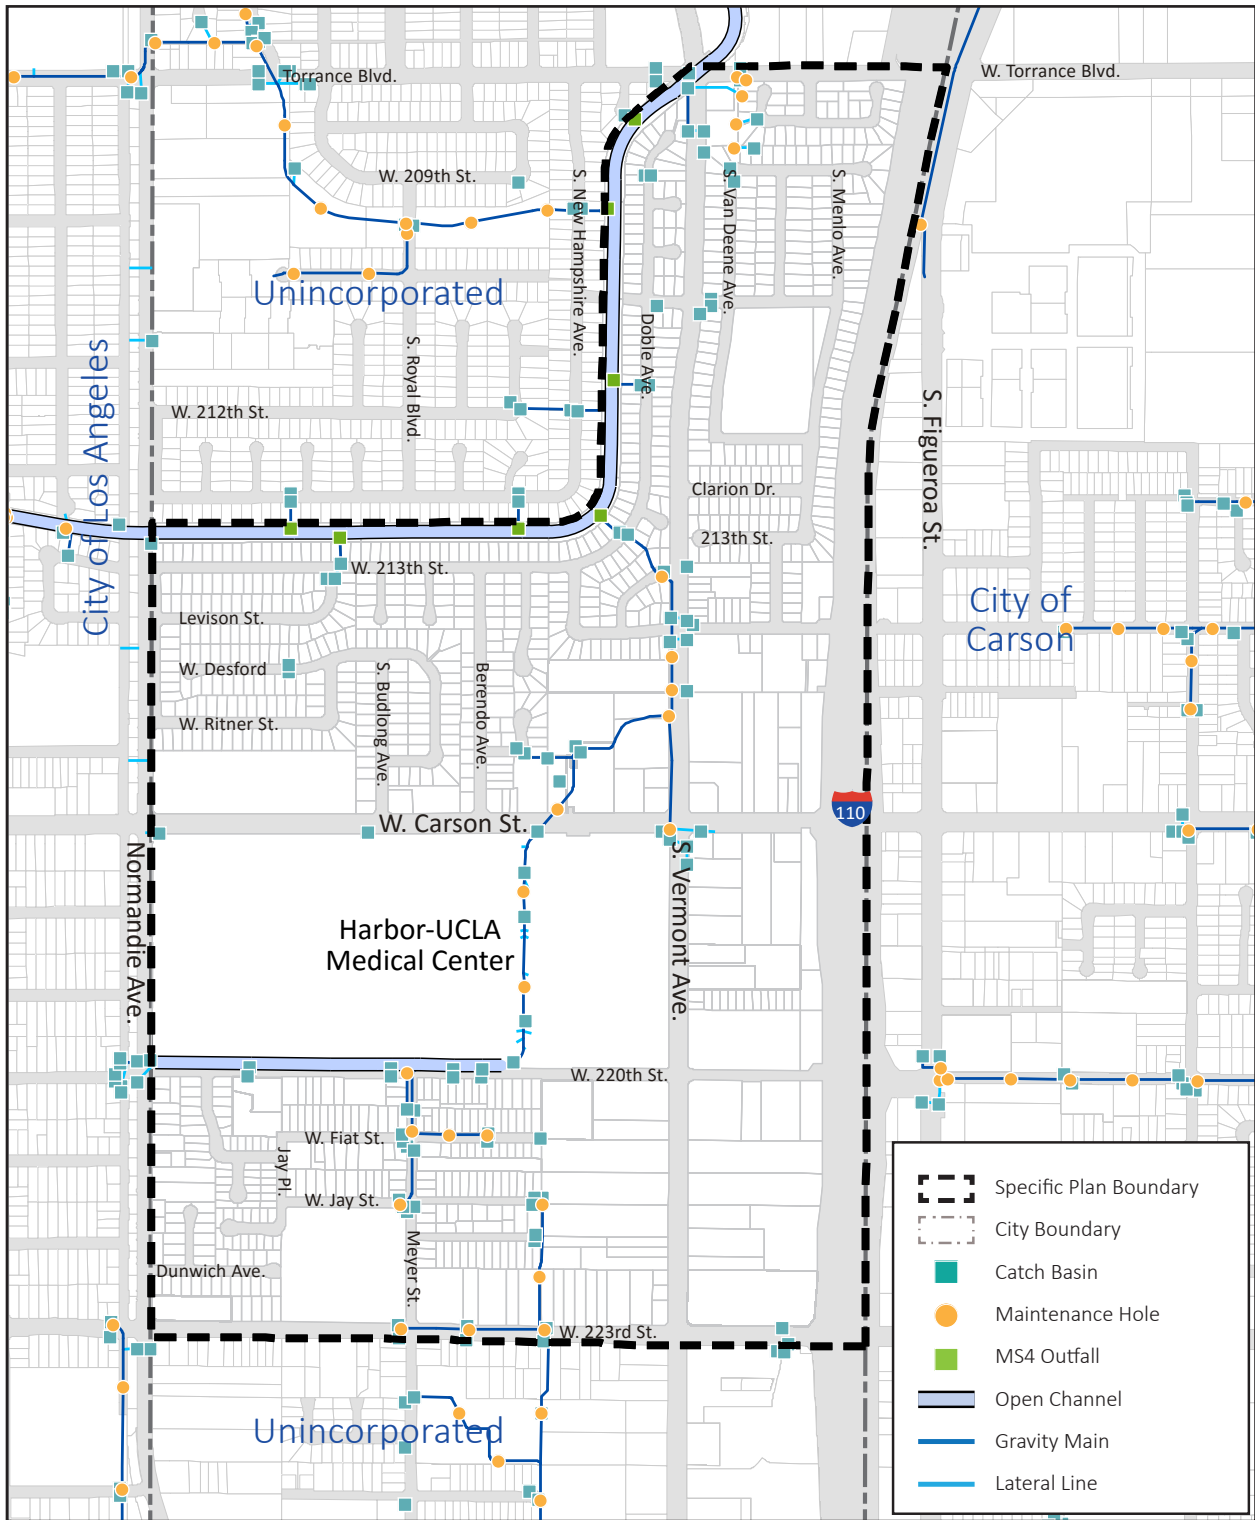 Torrance Blvd.
W. Torrance Blvd.
W. 209th St.
S. New Hampshire Ave.
S. Van Deene Ave.
S. Menlo Ave.
Unincorporated
Doble Ave.
S. Royal Blvd.
City of Los Angeles
W. 212th St.
S. Figueroa St.
Clarion Dr.
213th St.
W. 213th St.
City of
Carson
Levison St.
W. Desford
S. Budlong Ave.
Berendo Ave.
W. Ritner St.
110
W. Carson St.
Normandie Ave.
S. Vermont Ave.
Harbor-UCLA
Medical Center
W. 220th St.
W. Fiat St.
Jay Pl.
W. Jay St.
Meyer St.
Dunwich Ave.
W. 223rd St.
Unincorporated
Specific Plan Boundary
City Boundary
Catch Basin
Maintenance Hole
MS4 Outfall
Open Channel
Gravity Main
Lateral Line